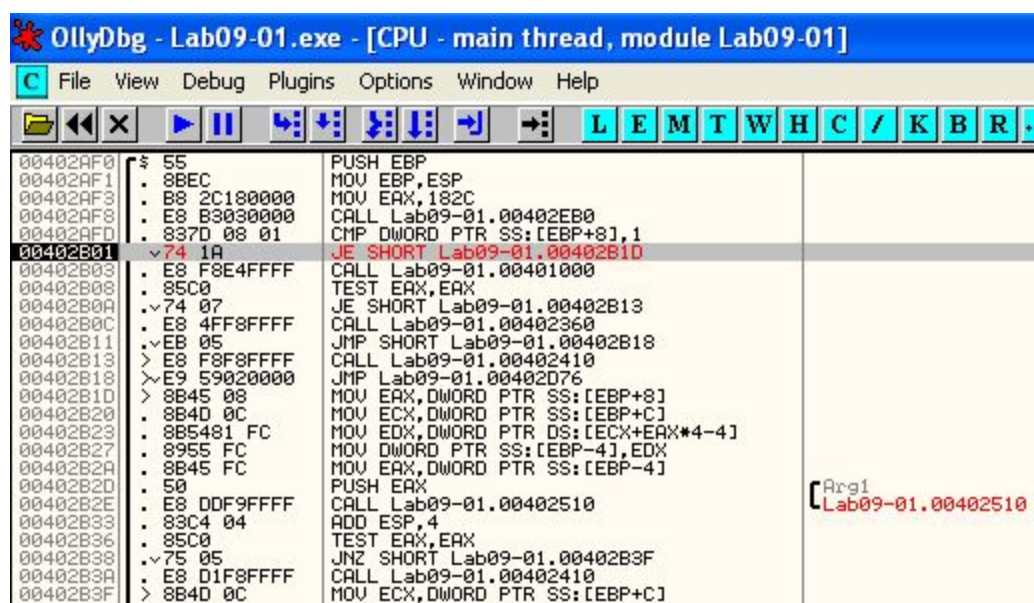 OllyDbg - Lab09-01.exe - [CPU - main thread, module Lab09-01]
C File View Debug Plugins Options Window Help
L E M T W H C / K B R .
00402AF0 $ 55 PUSH EBP
00402AF1 . 8BEC MOV EBP,ESP
00402AF3 . B8 2C180000 MOV EAX,182C
00402AF8 . E8 B3030000 CALL Lab09-01.00402EB0
00402AFD . 837D 08 01 CMP DWORD PTR SS:[EBP+8],1
00402B01 74 1A JE SHORT Lab09-01.00402B1D
00402B03 . E8 F8E4FFFF CALL Lab09-01.00401000
00402B08 . 85C0 TEST EAX,EAX
00402B0A . 74 07 JE SHORT Lab09-01.00402B13
00402B0C . E8 4FF8FFFF CALL Lab09-01.00402360
00402B11 . EB 05 JMP SHORT Lab09-01.00402B18
00402B13 > E8 F8F8FFFF CALL Lab09-01.00402410
00402B18 > E9 59020000 JMP Lab09-01.00402D76
00402B1D > 8B45 08 MOV EAX,DWORD PTR SS:[EBP+8]
00402B20 . 8B4D 0C MOV ECX,DWORD PTR SS:[EBP+C]
00402B23 . 8B5481 FC MOV EDX,DWORD PTR DS:[ECX+EAX*4-4]
00402B27 . 8955 FC MOV DWORD PTR SS:[EBP-4],EDX
00402B2A . 8B45 FC MOV EAX,DWORD PTR SS:[EBP-4]
00402B2D . 50 PUSH EAX Arg1
00402B2E . E8 DDF9FFFF CALL Lab09-01.00402510 Lab09-01.00402510
00402B33 . 83C4 04 ADD ESP,4
00402B36 . 85C0 TEST EAX,EAX
00402B38 . 75 05 JNZ SHORT Lab09-01.00402B3F
00402B3A . E8 D1F8FFFF CALL Lab09-01.00402410
00402B3F > 8B4D 0C MOV ECX,DWORD PTR SS:[EBP+C]